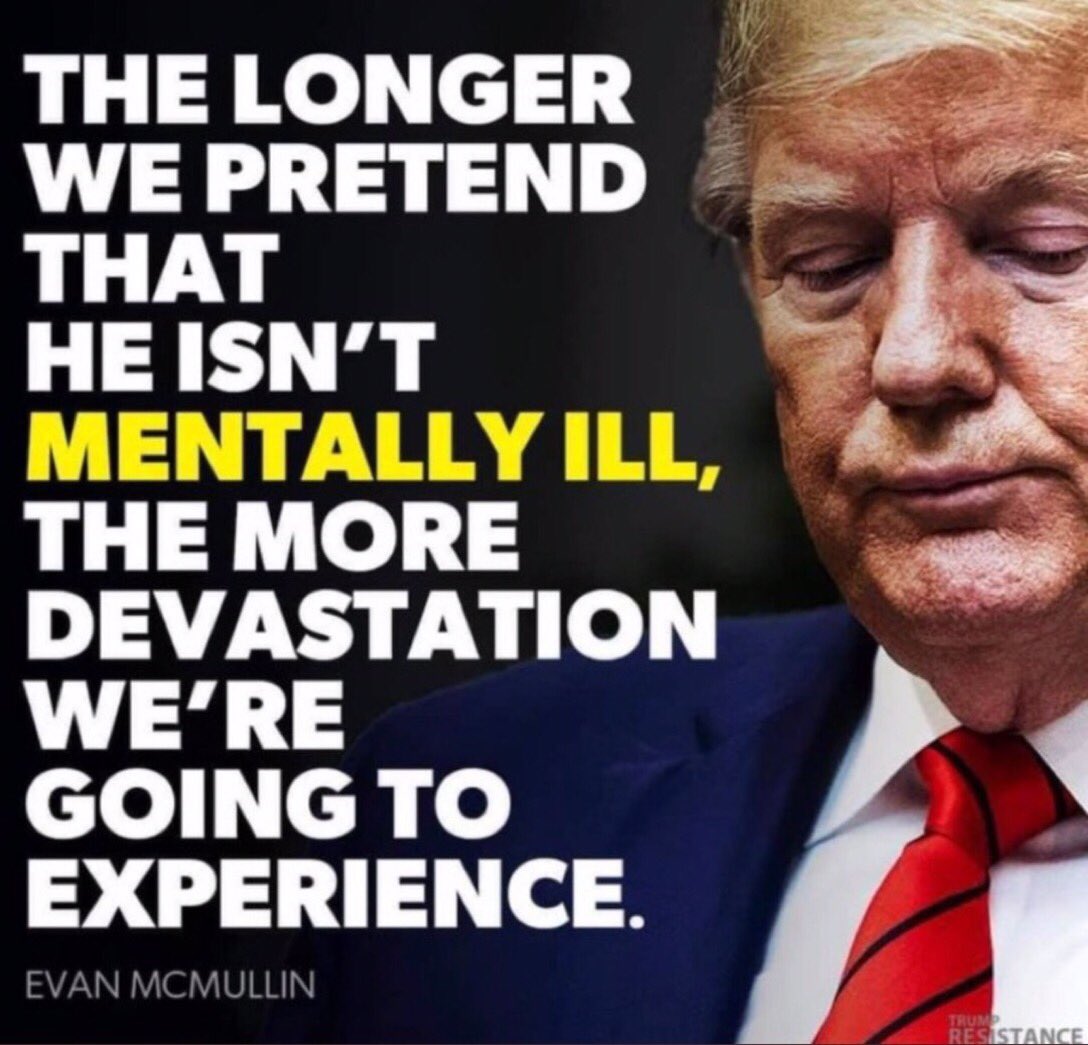 THE LONGER
WE PRETEND
THAT
HE ISN'T
MENTALLY ILL,
THE MORE
DEVASTATION
WE'RE
GOING TO
EXPERIENCE.
EVAN MCMULLIN
TRUMP
RESISTANCE